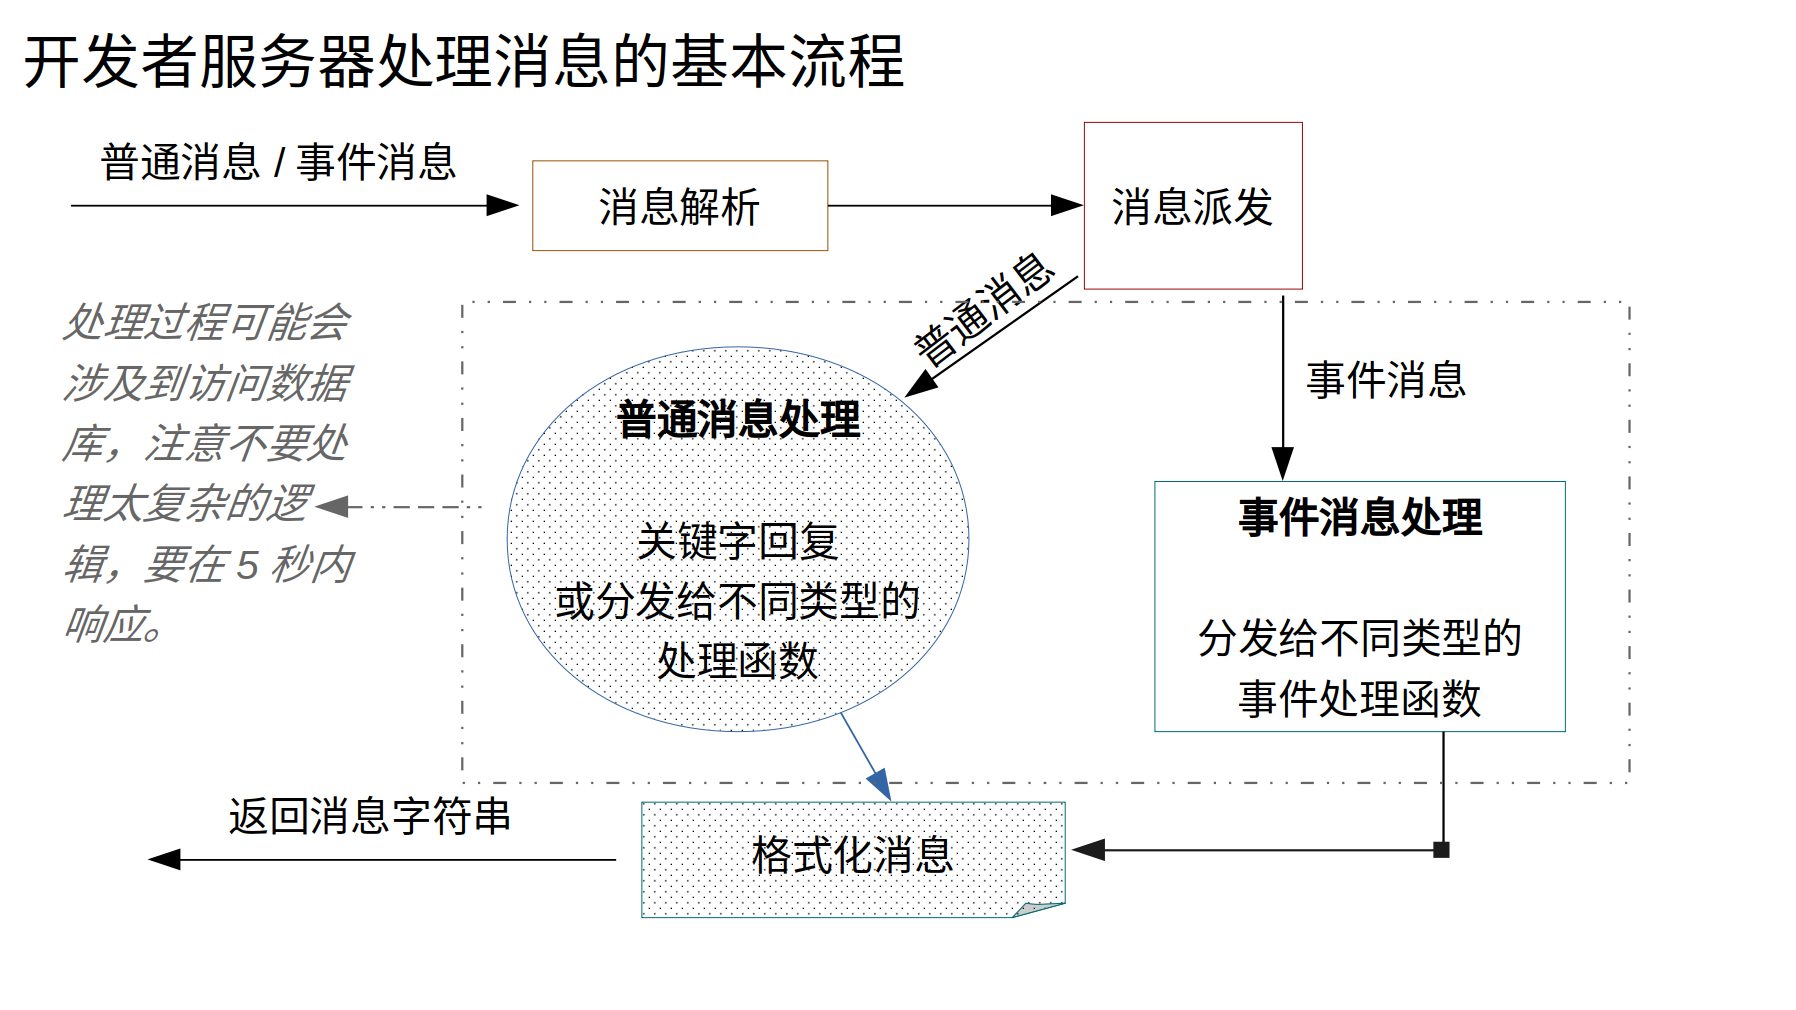 开发者服务器处理消息的基本流程
普通消息 / 事件消息
消息解析
消息派发
普通消息
事件消息
处理过程可能会
涉及到访问数据
库，注意不要处
理太复杂的逻
辑，要在 5 秒内
响应。
普通消息处理
关键字回复
或分发给不同类型的
处理函数
事件消息处理
分发给不同类型的
事件处理函数
返回消息字符串
格式化消息